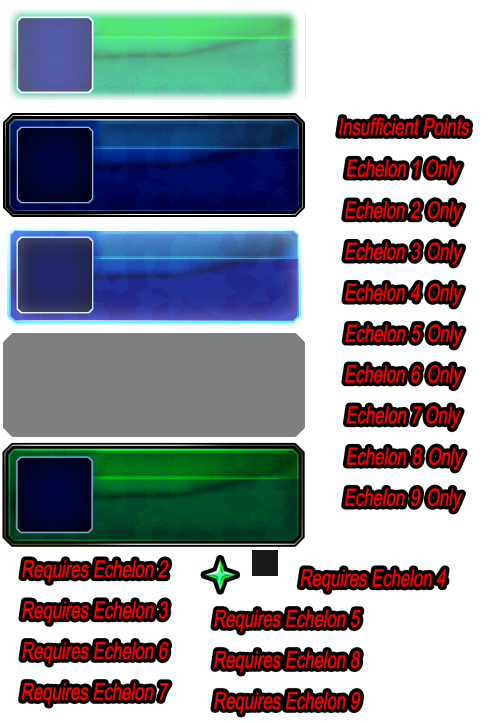 Insufficient Points
Echelon 1 Only
Echelon 2 Only
Echelon 3 Only
Echelon 4 Only
Echelon 5 Only
Echelon 6 Only
Echelon 7 Only
Echelon 8 Only
Echelon 9 Only
Requires Echelon 2
Requires Echelon 4
Requires Echelon 3
Requires Echelon 5
Requires Echelon 6
Requires Echelon 8
Requires Echelon 7
Requires Echelon 9